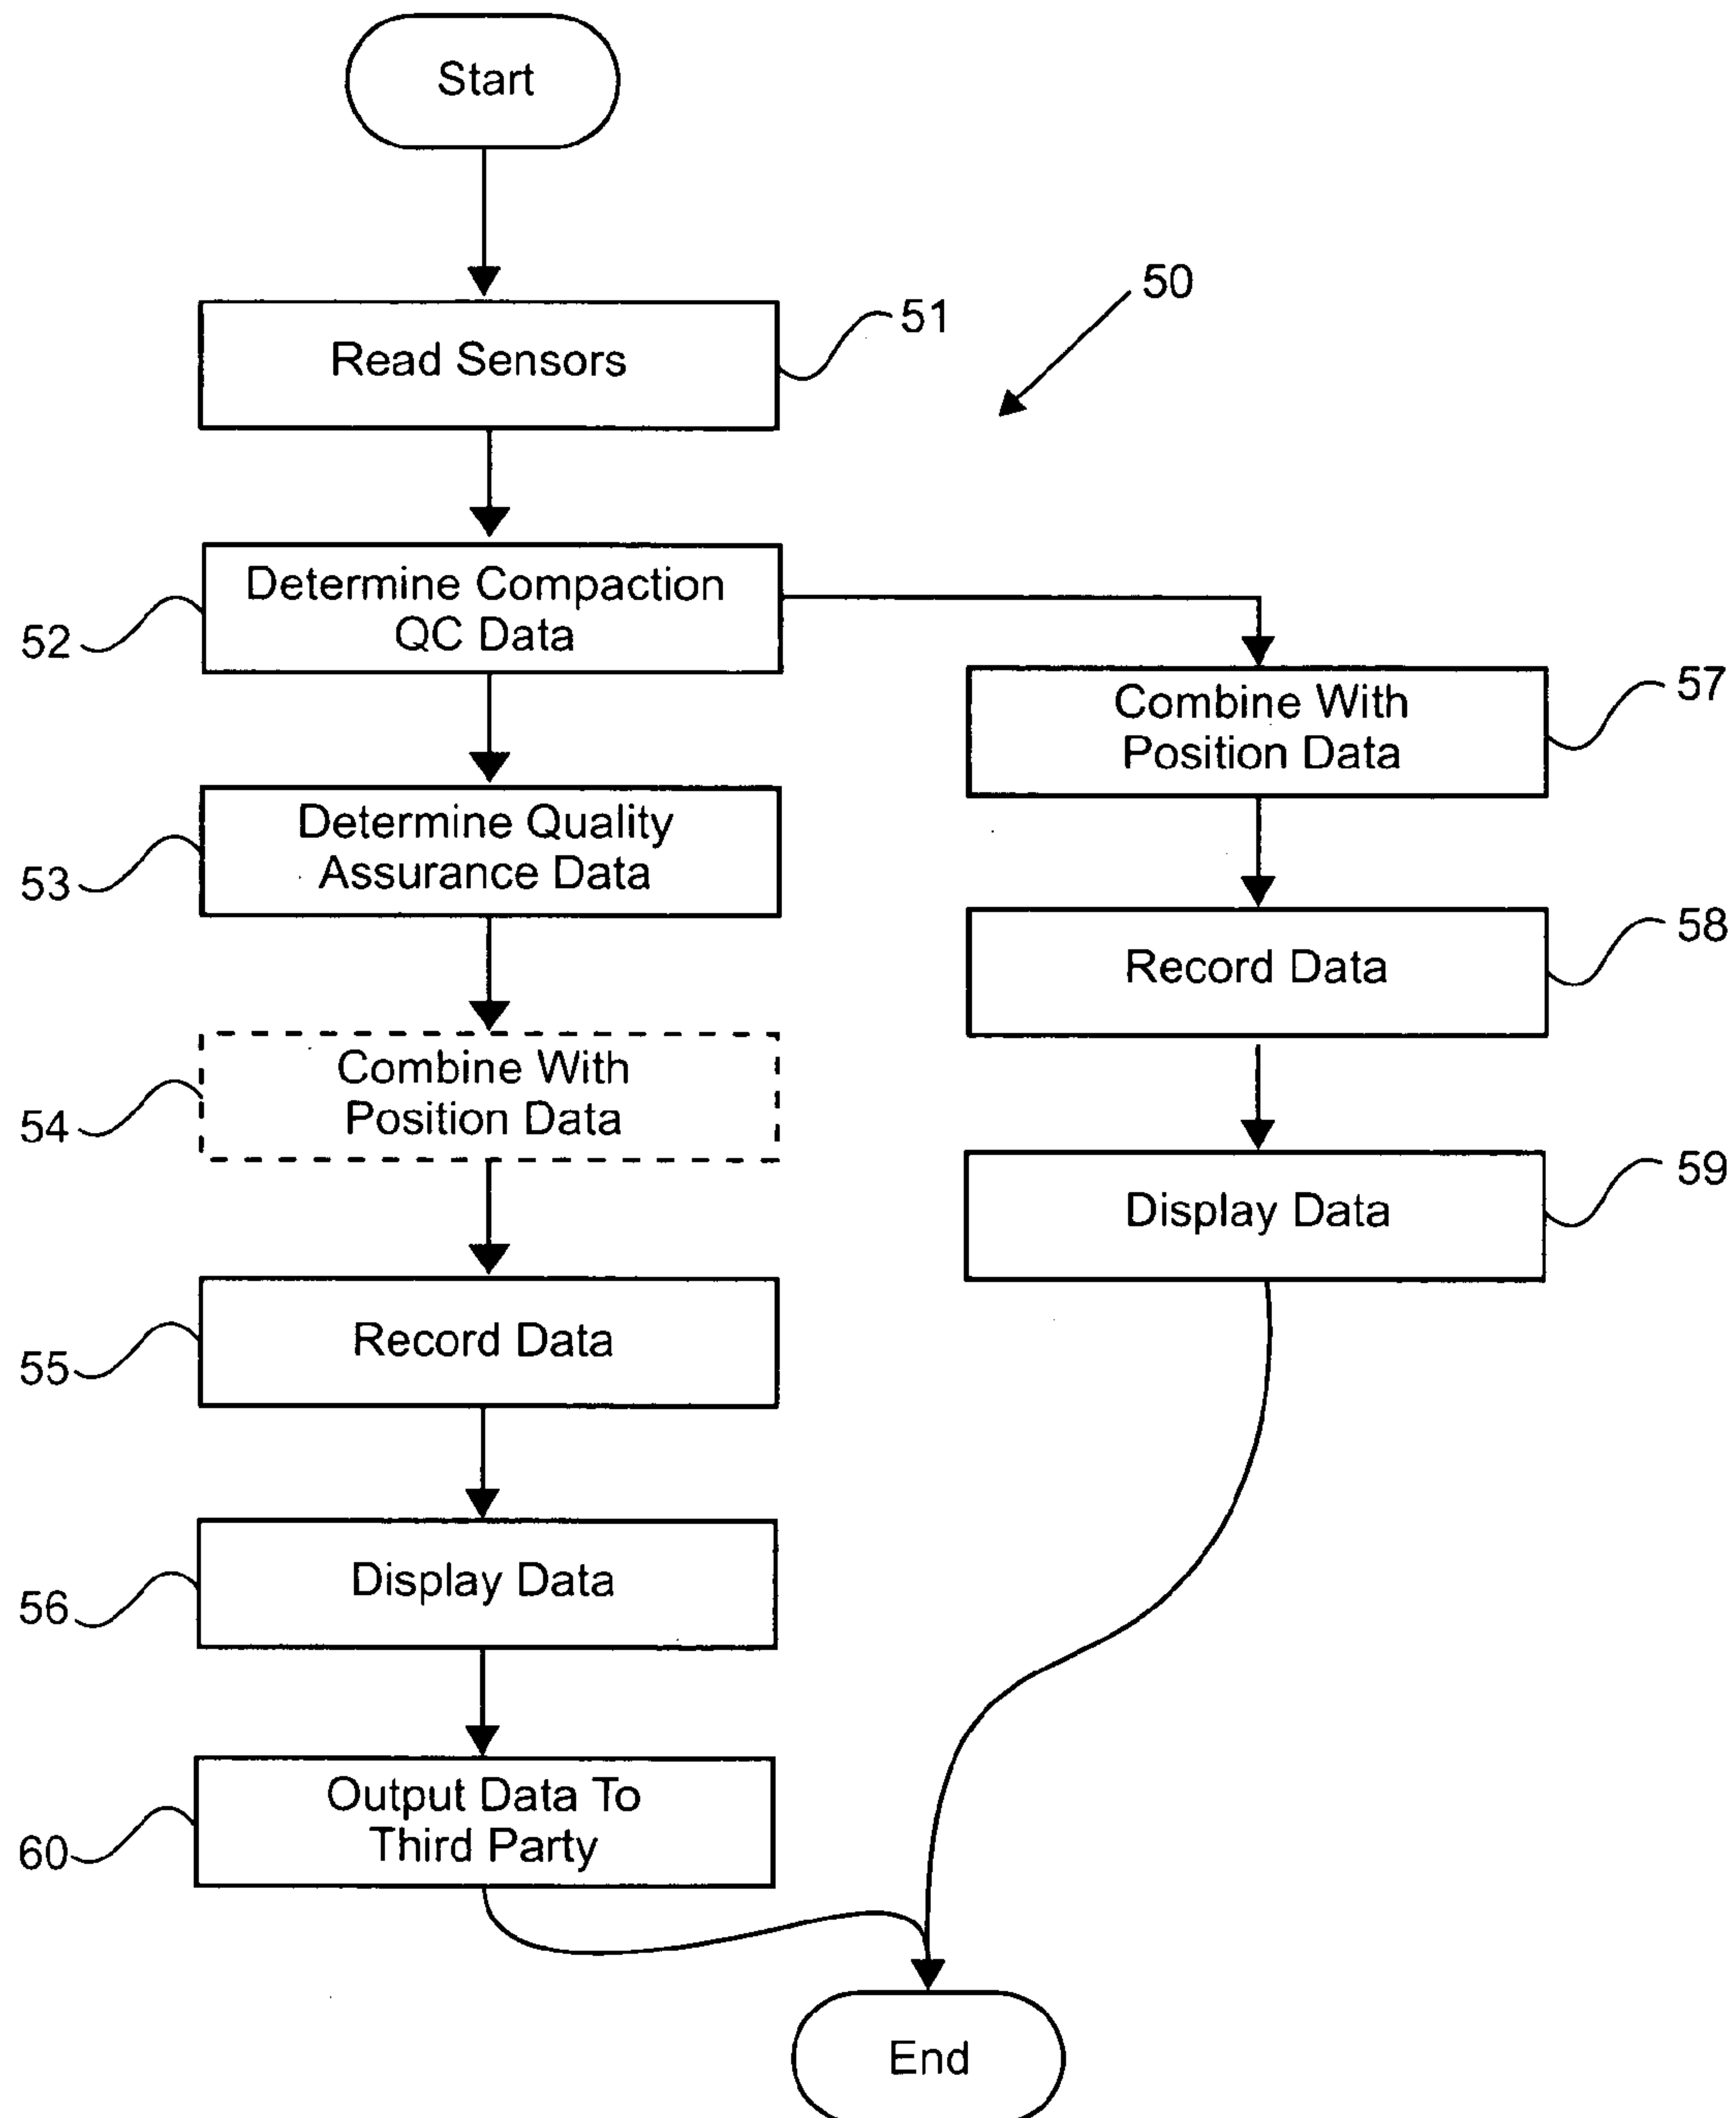 Start
50
Read Sensors
51
Determine Compaction
QC Data
52
Determine Quality
Assurance Data
53
Combine With
Position Data
54
Record Data
55
Display Data
56
Output Data To
Third Party
60
Combine With
Position Data
57
Record Data
58
Display Data
59
End